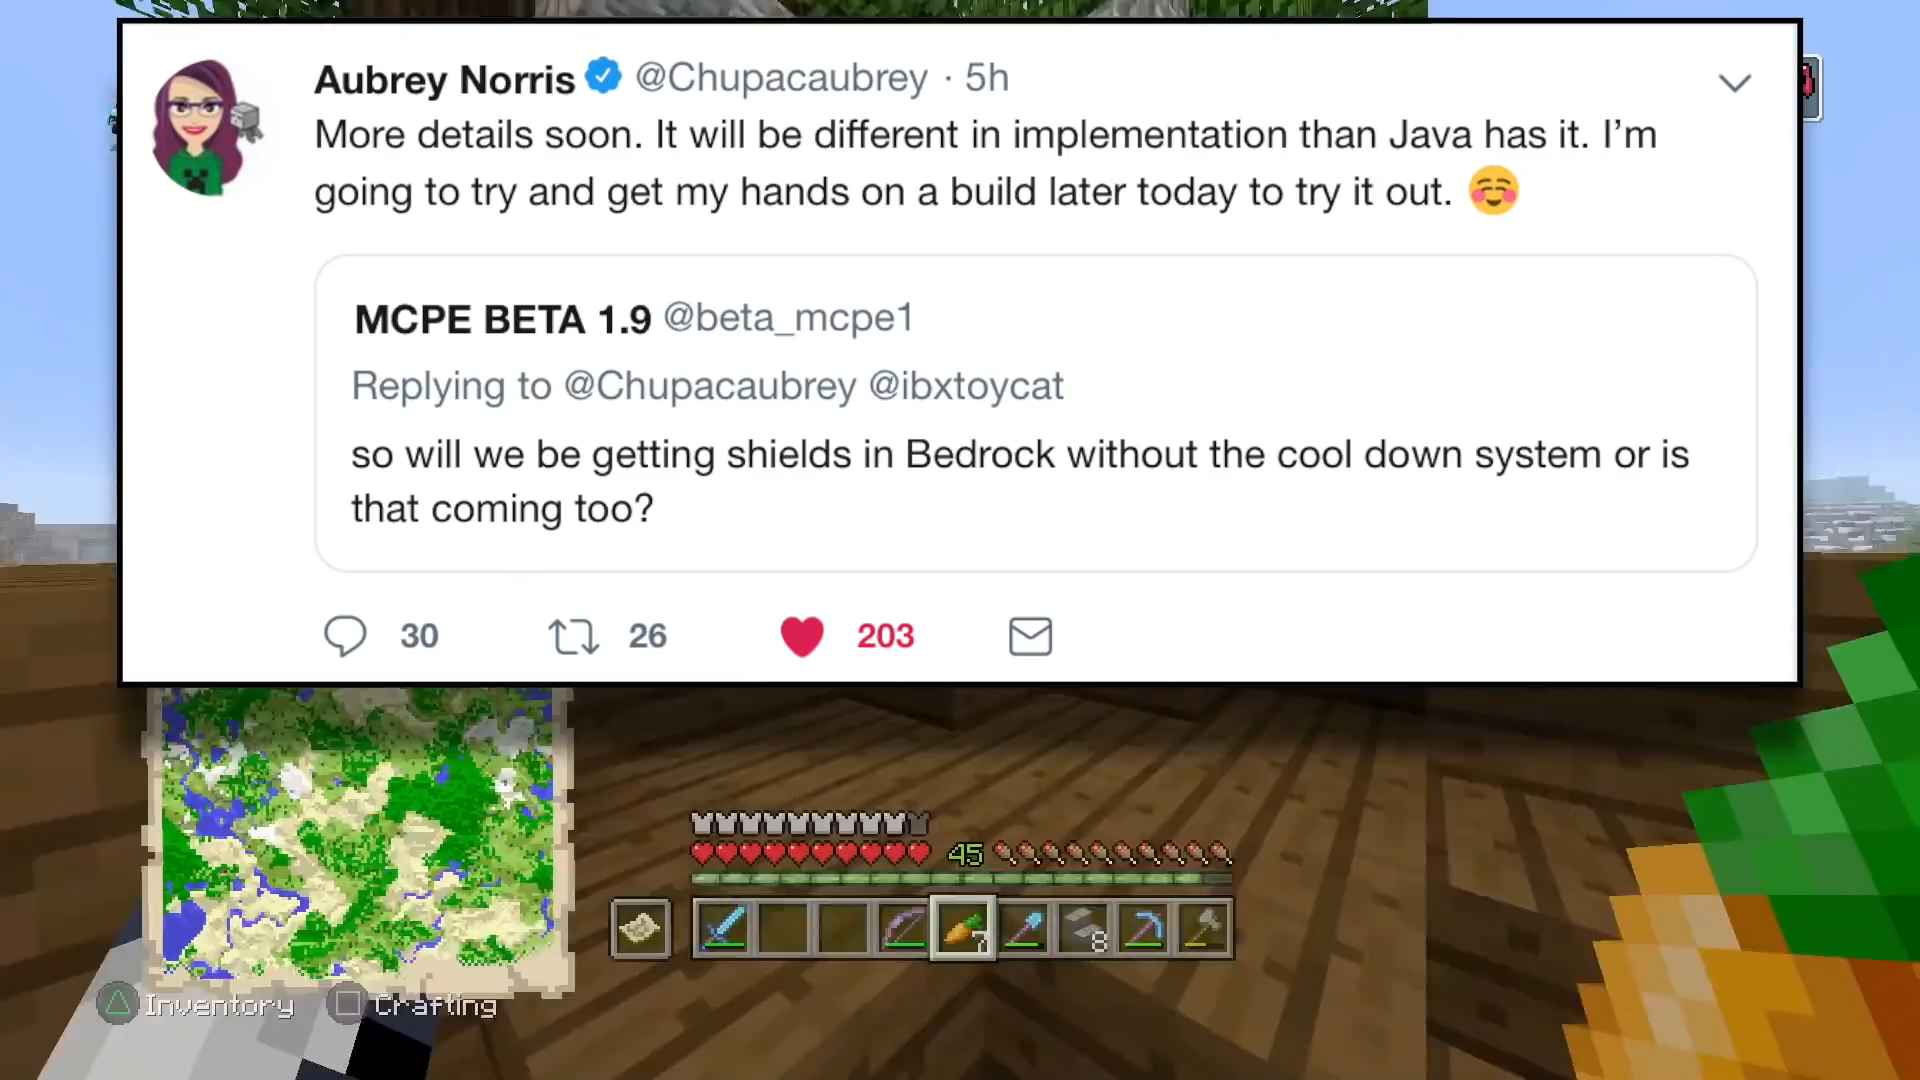 Aubrey Norris @Chupacaubrey · 5h
More details soon. It will be different in implementation than Java has it. I’m
going to try and get my hands on a build later today to try it out. ☺️
MCPE BETA 1.9 @beta_mcpe1
Replying to @Chupacaubrey @ibxtoycat
so will we be getting shields in Bedrock without the cool down system or is
that coming too?
30 26 203
45
7 8
Inventory Crafting